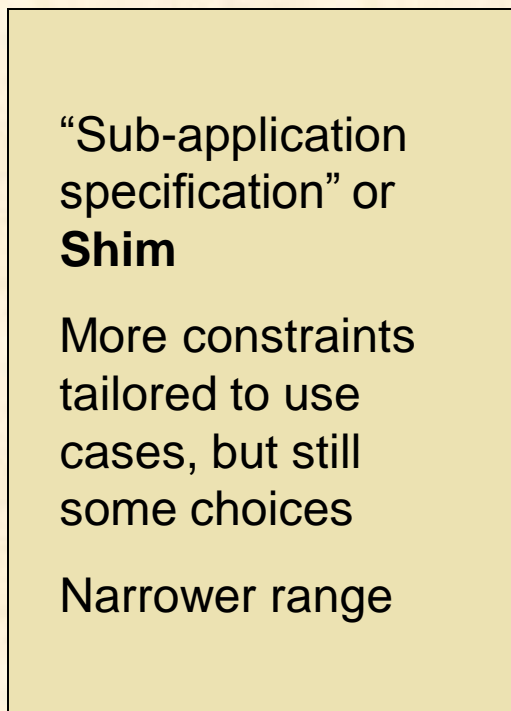 “Sub-application
specification” or
Shim
More constraints
tailored to use
cases, but still
some choices
Narrower range